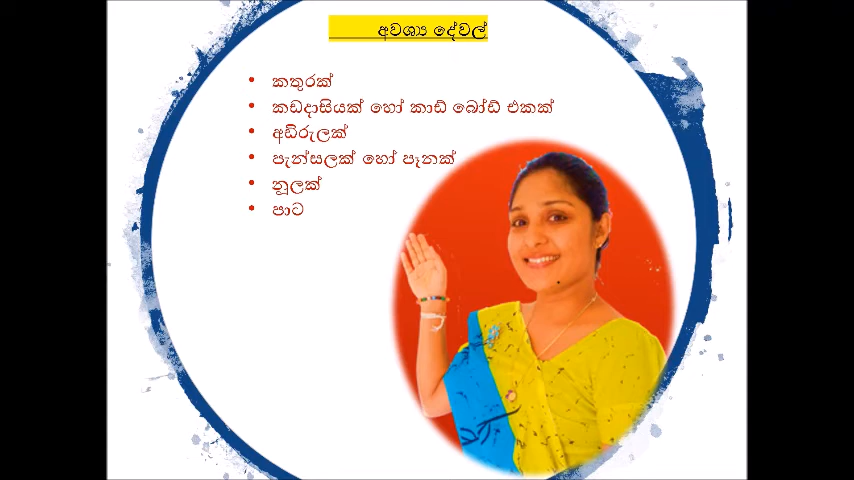 අවශ්‍ය දේවල්
• කතුරක්
• කඩදාසියක් හෝ කාඩ් බෝඩ් එකක්
• අඩිරුලක්
• පැන්සලක් හෝ පෑනක්
• නූලක්
• පාට